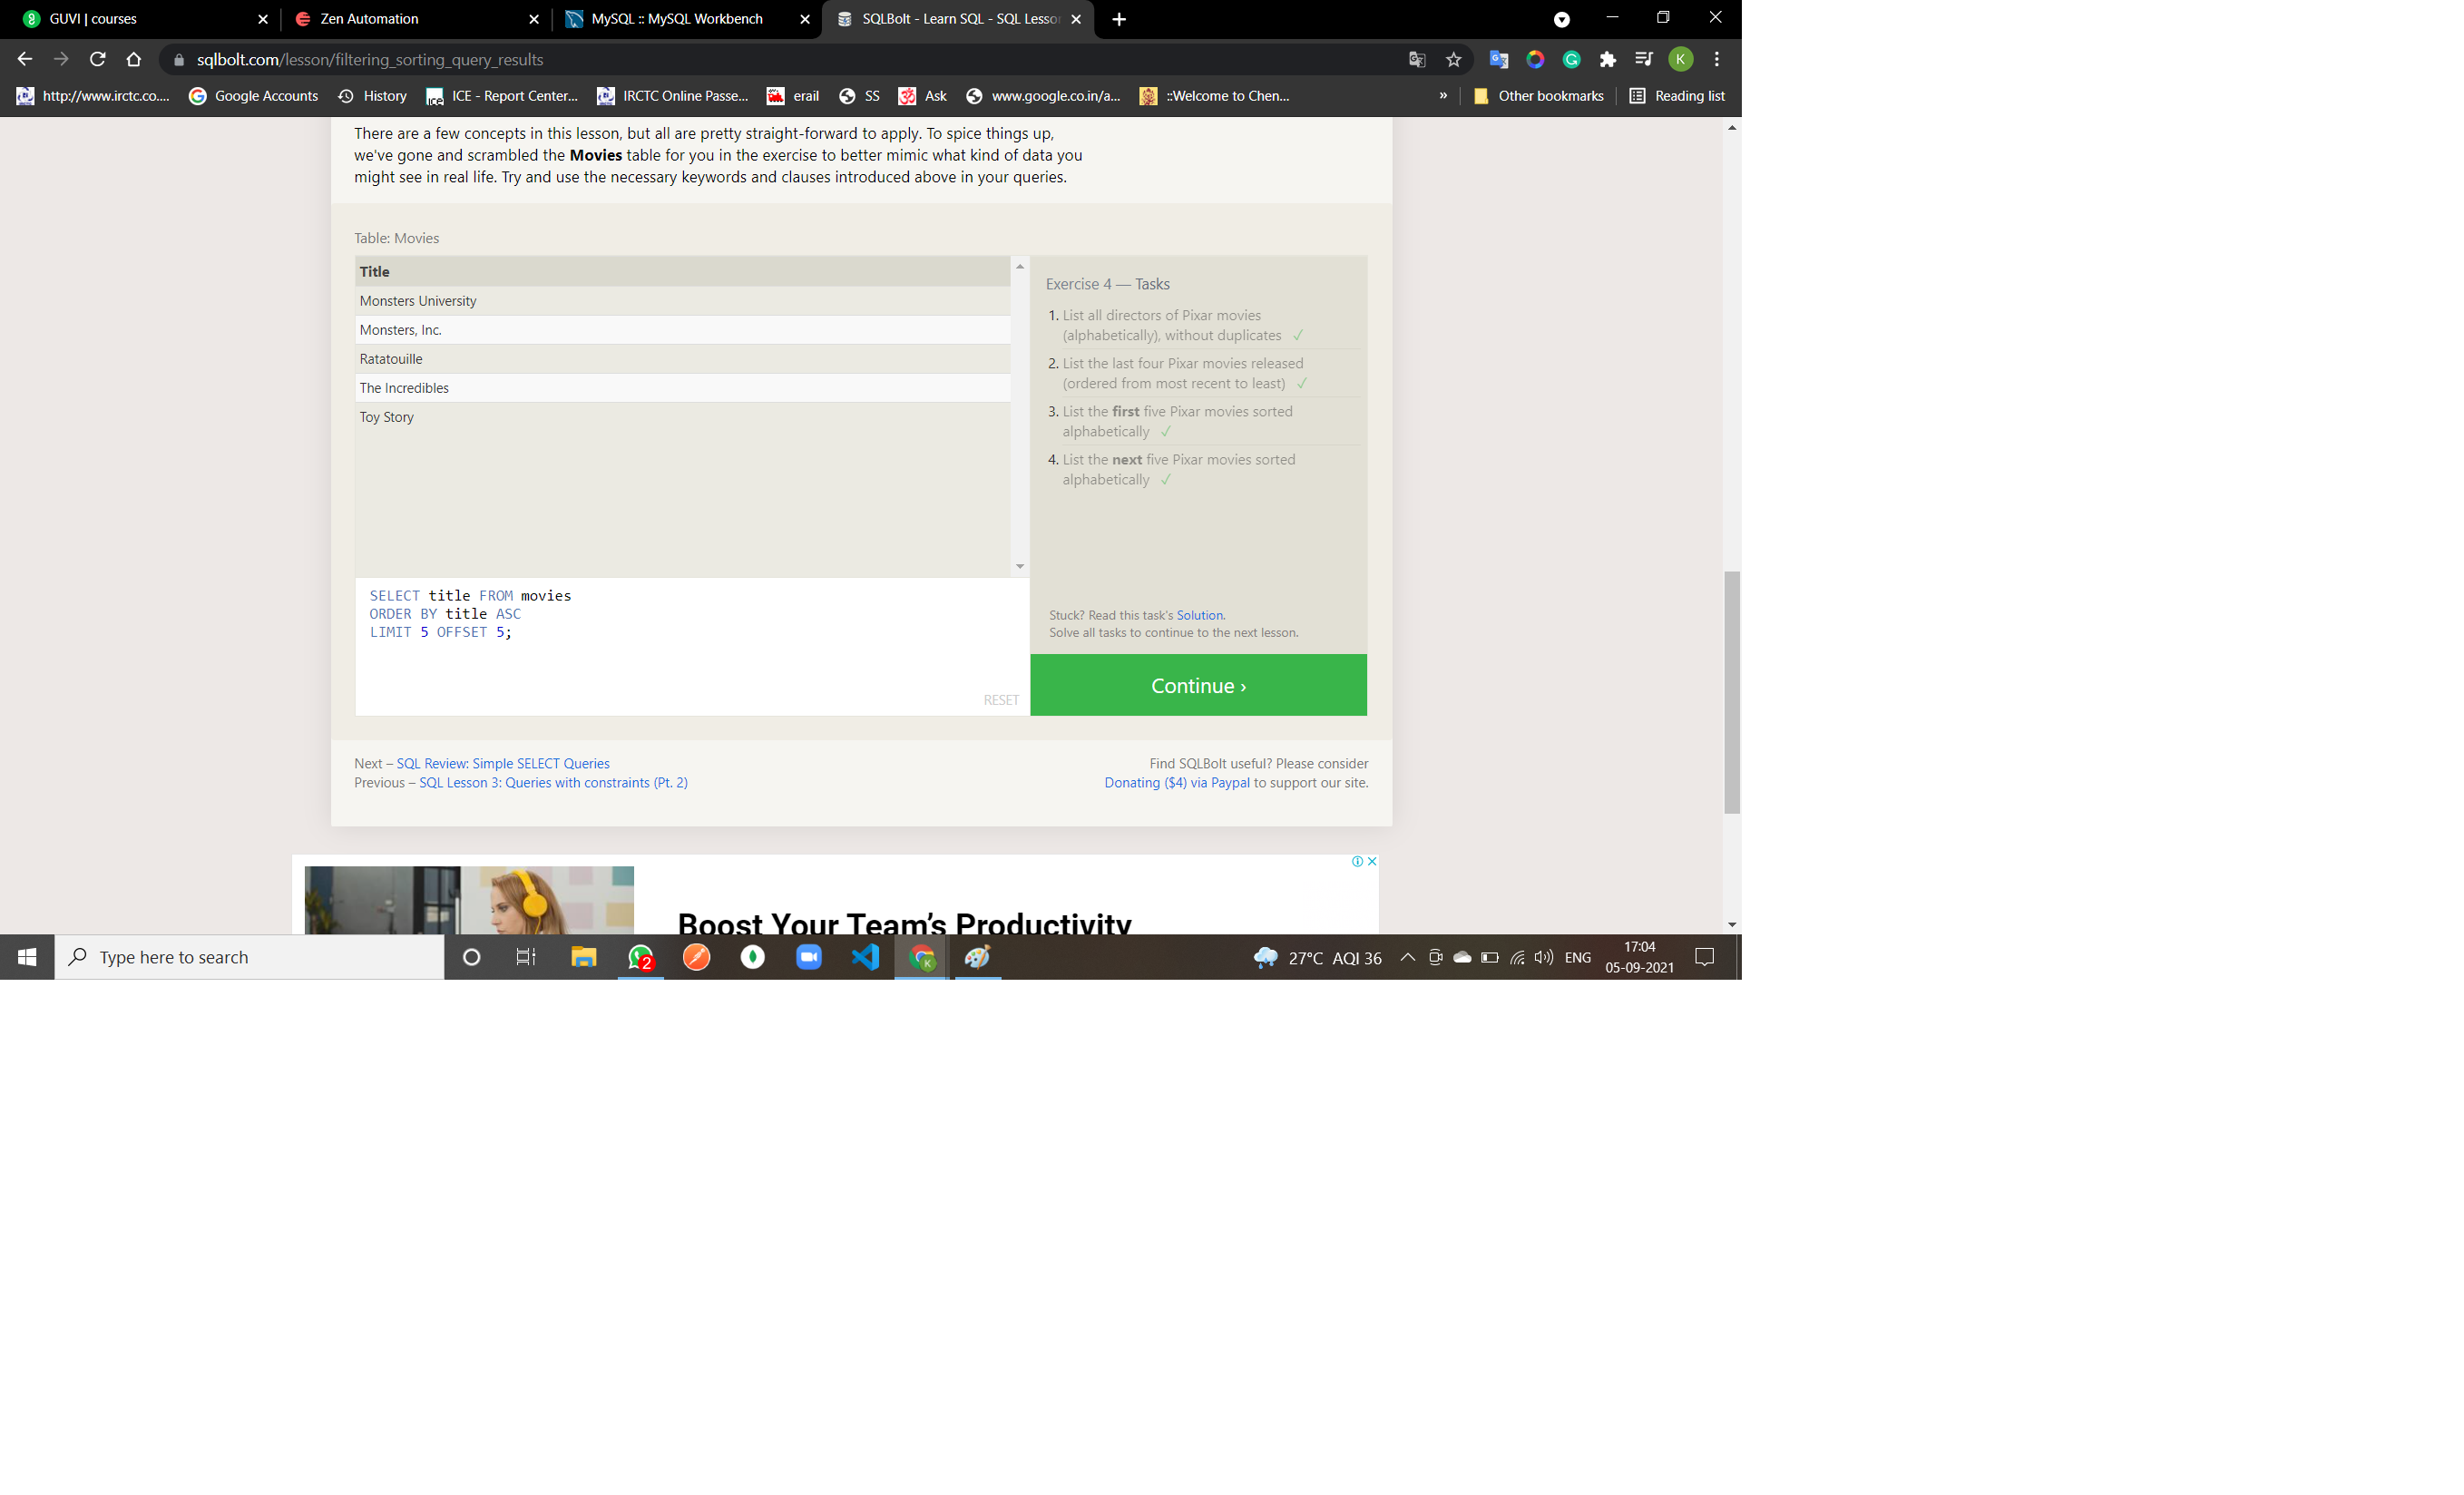 GUVI | courses
Zen Automation
MySQL :: MySQL Workbench
SQLBolt - Learn SQL - SQL Lesso
sqlbolt.com/lesson/filtering_sorting_query_results
K
http://www.irctc.co....
Google Accounts
History
ICE - Report Center...
IRCTC Online Passe...
erail
SS
Ask
www.google.co.in/a...
::Welcome to Chen...
»
Other bookmarks
Reading list
There are a few concepts in this lesson, but all are pretty straight-forward to apply. To spice things up,
we've gone and scrambled the Movies table for you in the exercise to better mimic what kind of data you
might see in real life. Try and use the necessary keywords and clauses introduced above in your queries.
Table: Movies
Title
Monsters University
Monsters, Inc.
Ratatouille
The Incredibles
Toy Story
SELECT title FROM movies
ORDER BY title ASC
LIMIT 5 OFFSET 5;
RESET
Exercise 4 — Tasks
1. List all directors of Pixar movies
(alphabetically), without duplicates ✓
2. List the last four Pixar movies released
(ordered from most recent to least) ✓
3. List the first five Pixar movies sorted
alphabetically ✓
4. List the next five Pixar movies sorted
alphabetically ✓
Stuck? Read this task's Solution.
Solve all tasks to continue to the next lesson.
Continue ›
Next – SQL Review: Simple SELECT Queries
Previous – SQL Lesson 3: Queries with constraints (Pt. 2)
Find SQLBolt useful? Please consider
Donating ($4) via Paypal to support our site.
Boost Your Team's Productivity
Type here to search
2
K
27°C AQI 36
ENG
17:04
05-09-2021